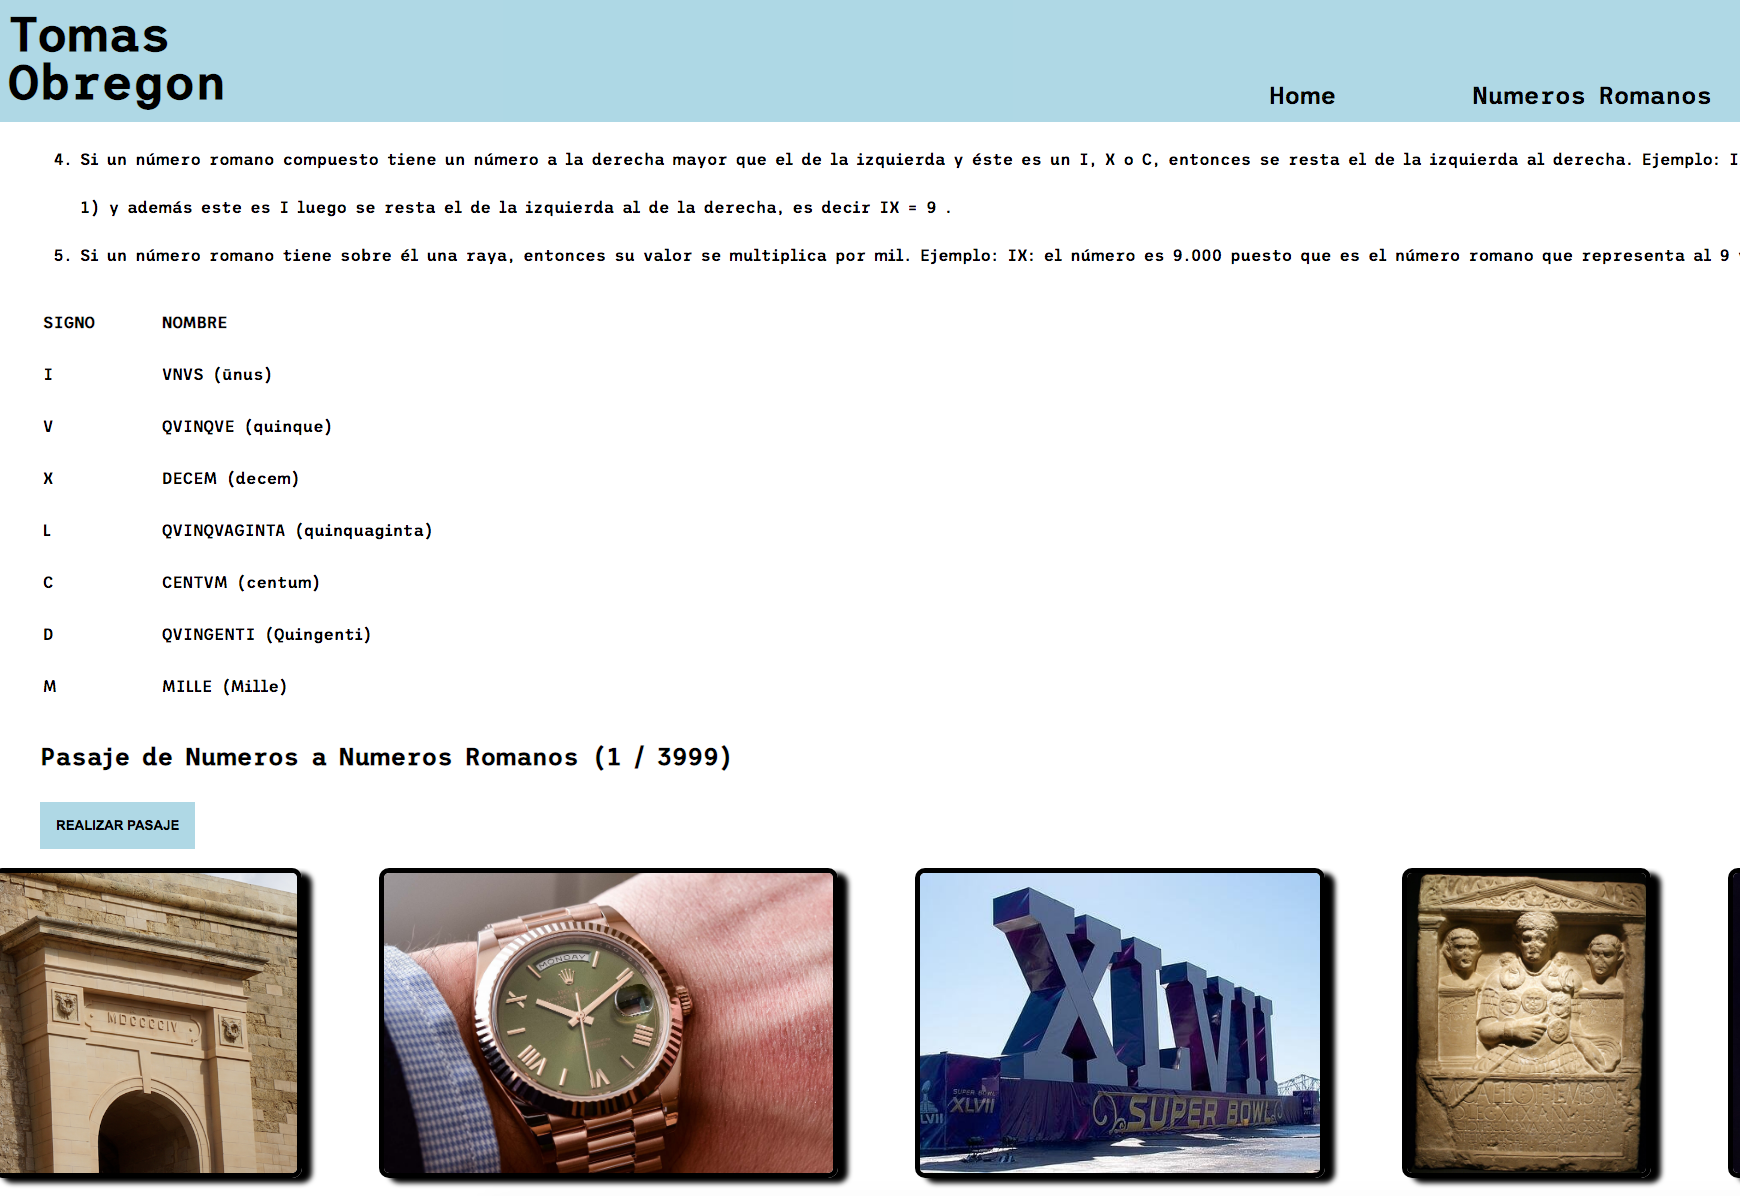 Tomas
Obregon
Home
Numeros Romanos
4. Si un número romano compuesto tiene un número a la derecha mayor que el de la izquierda y éste es un I, X o C, entonces se resta el de la izquierda al derecha. Ejemplo: I
1) y además este es I luego se resta el de la izquierda al de la derecha, es decir IX = 9 .
5. Si un número romano tiene sobre él una raya, entonces su valor se multiplica por mil. Ejemplo: IX: el número es 9.000 puesto que es el número romano que representa al 9
SIGNO NOMBRE
I VNVS (ūnus)
V QVINQVE (quinque)
X DECEM (decem)
L QVINQVAGINTA (quinquaginta)
C CENTVM (centum)
D QVINGENTI (Quingenti)
M MILLE (Mille)
Pasaje de Numeros a Numeros Romanos (1 / 3999)
REALIZAR PASAJE
MDCCCCIV
MONDAY
XLVII
SUPER BOWL
XLVII
SUPER BOWL